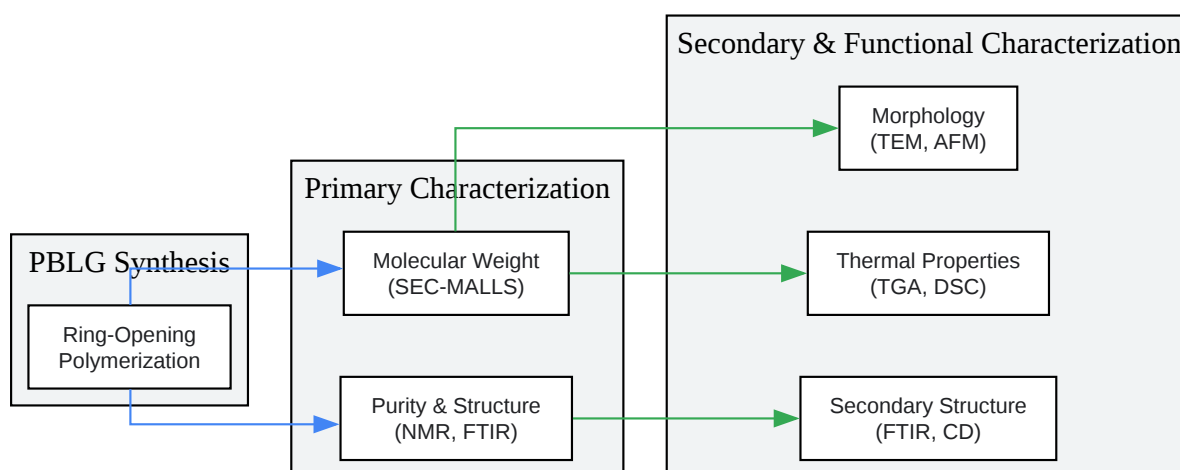 PBLG Synthesis
Ring-Opening
Polymerization
Primary Characterization
Molecular Weight
(SEC-MALLS)
Purity & Structure
(NMR, FTIR)
Secondary & Functional Characterization
Morphology
(TEM, AFM)
Thermal Properties
(TGA, DSC)
Secondary Structure
(FTIR, CD)